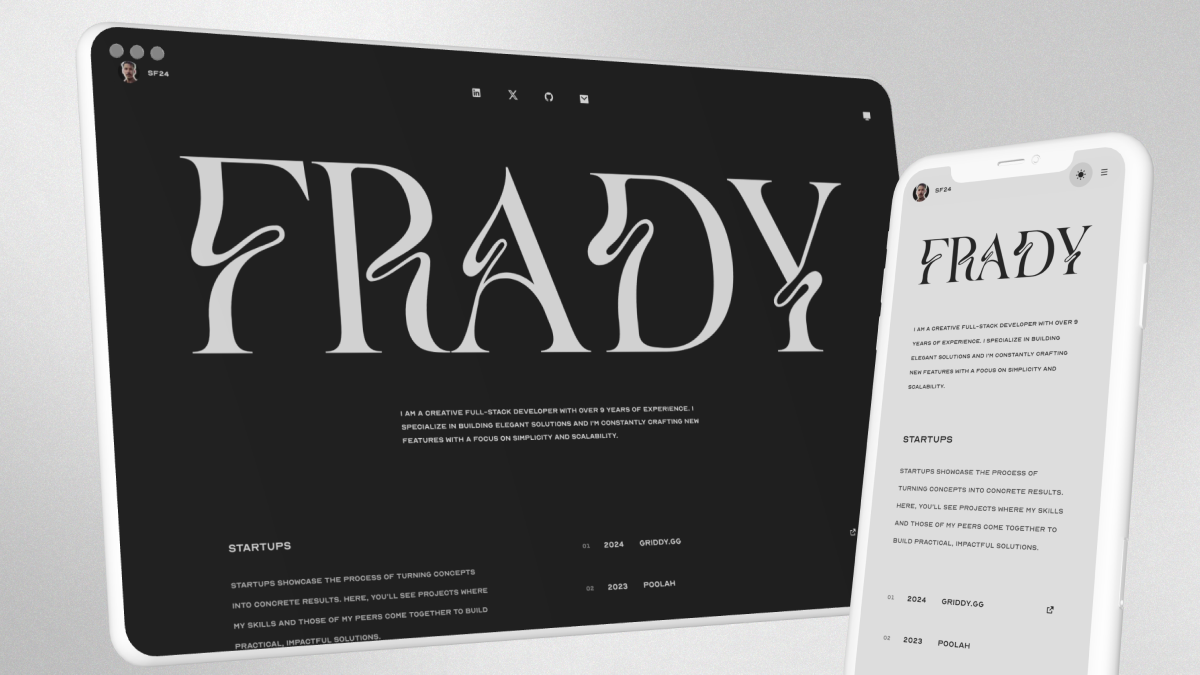 SF24
FRADY
I AM A CREATIVE FULL-STACK DEVELOPER WITH OVER 9 YEARS OF EXPERIENCE. I
SPECIALIZE IN BUILDING ELEGANT SOLUTIONS AND I'M CONSTANTLY CRAFTING NEW
FEATURES WITH A FOCUS ON SIMPLICITY AND SCALABILITY.
STARTUPS
STARTUPS SHOWCASE THE PROCESS OF TURNING CONCEPTS
INTO CONCRETE RESULTS. HERE, YOU'LL SEE PROJECTS WHERE
MY SKILLS AND THOSE OF MY PEERS COME TOGETHER TO BUILD
PRACTICAL, IMPACTFUL SOLUTIONS.
01 2024 GRIDDY.GG
02 2023 POOLAH
SF24
FRADY
I AM A CREATIVE FULL-STACK DEVELOPER WITH OVER 9
YEARS OF EXPERIENCE. I SPECIALIZE IN BUILDING
ELEGANT SOLUTIONS AND I'M CONSTANTLY CRAFTING
NEW FEATURES WITH A FOCUS ON SIMPLICITY AND
SCALABILITY.
STARTUPS
STARTUPS SHOWCASE THE PROCESS OF
TURNING CONCEPTS INTO CONCRETE RESULTS.
HERE, YOU'LL SEE PROJECTS WHERE MY SKILLS
AND THOSE OF MY PEERS COME TOGETHER TO
BUILD PRACTICAL, IMPACTFUL SOLUTIONS.
01 2024 GRIDDY.GG
02 2023 POOLAH